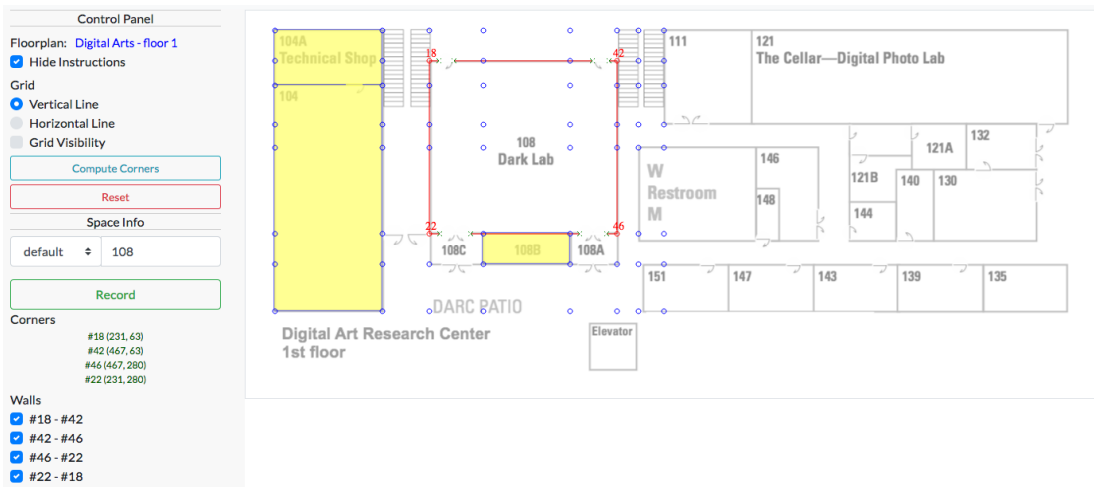 Control Panel
Floorplan: Digital Arts - floor 1
Hide Instructions
Grid
Vertical Line
Horizontal Line
Grid Visibility
Compute Corners
Reset
Space Info
default 108
Record
Corners
#18 (231, 63)
#42 (467, 63)
#46 (467, 280)
#22 (231, 280)
Walls
#18 - #42
#42 - #46
#46 - #22
#22 - #18
104A
Technical Shop
104
18
42
108
Dark Lab
22
46
108C
108B
108A
DARC PATIO
Digital Art Research Center
1st floor
Elevator
111
121
The Cellar—Digital Photo Lab
W
Restroom
M
146
148
121A
132
121B
140
130
144
151
147
143
139
135